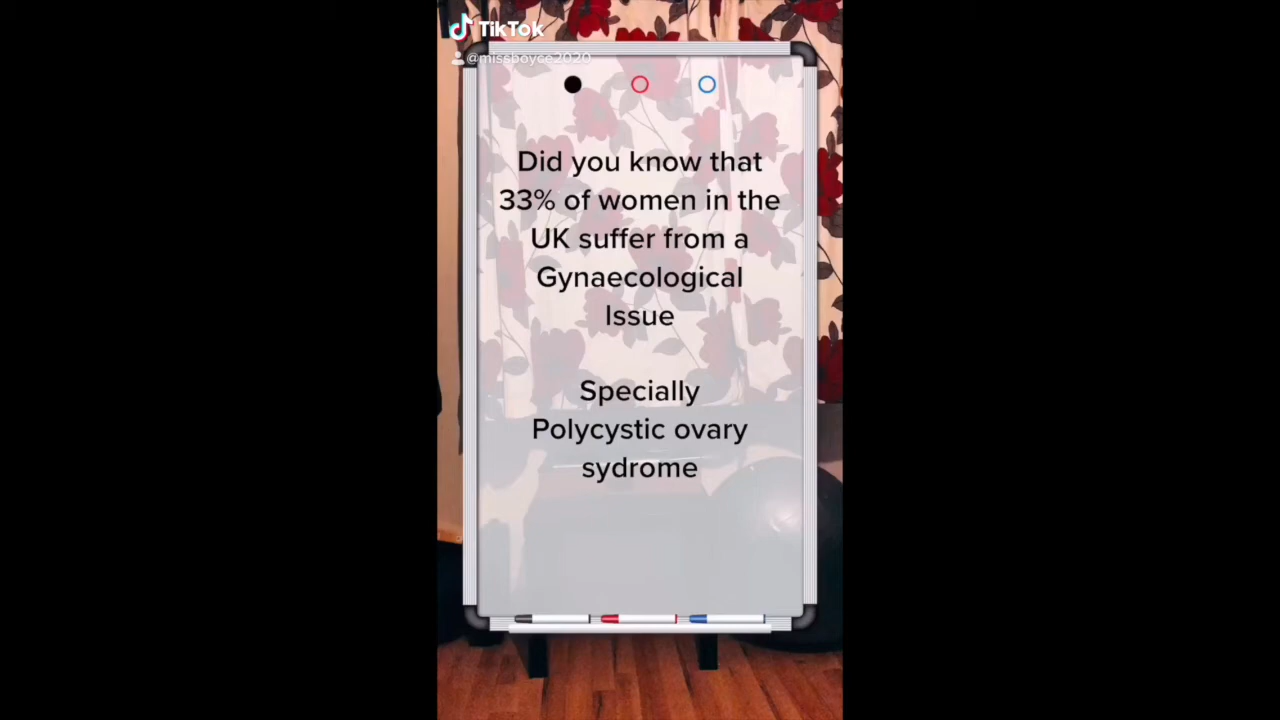 TikTok
@missboyce2020
Did you know that
33% of women in the
UK suffer from a
Gynaecological
Issue
Specially
Polycystic ovary
sydrome